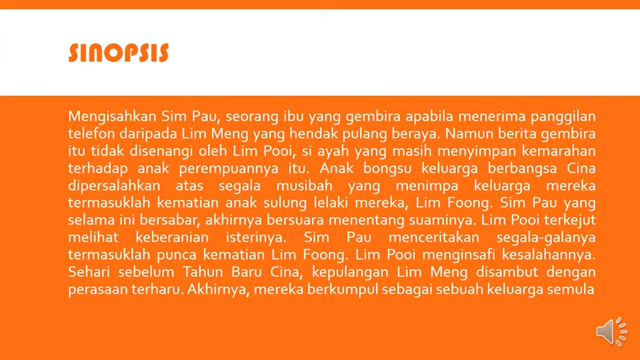 SINOPSIS
Mengisahkan Sim Pau, seorang ibu yang gembira apabila menerima panggilan
telefon daripada Lim Meng yang hendak pulang beraya. Namun berita gembira
itu tidak disenangi oleh Lim Pooi, si ayah yang masih menyimpan kemarahan
terhadap anak perempuannya itu. Anak bongsu keluarga berbangsa Cina
dipersalahkan atas segala musibah yang menimpa keluarga mereka
termasuklah kematian anak sulung lelaki mereka, Lim Foong. Sim Pau yang
selama ini bersabar, akhirnya bersuara menentang suaminya. Lim Pooi terkejut
melihat keberanian isterinya. Sim Pau menceritakan segala-galanya
termasuklah punca kematian Lim Foong. Lim Pooi menginsafi kesalahannya.
Sehari sebelum Tahun Baru Cina, kepulangan Lim Meng disambut dengan
perasaan terharu. Akhirnya, mereka berkumpul sebagai sebuah keluarga semula